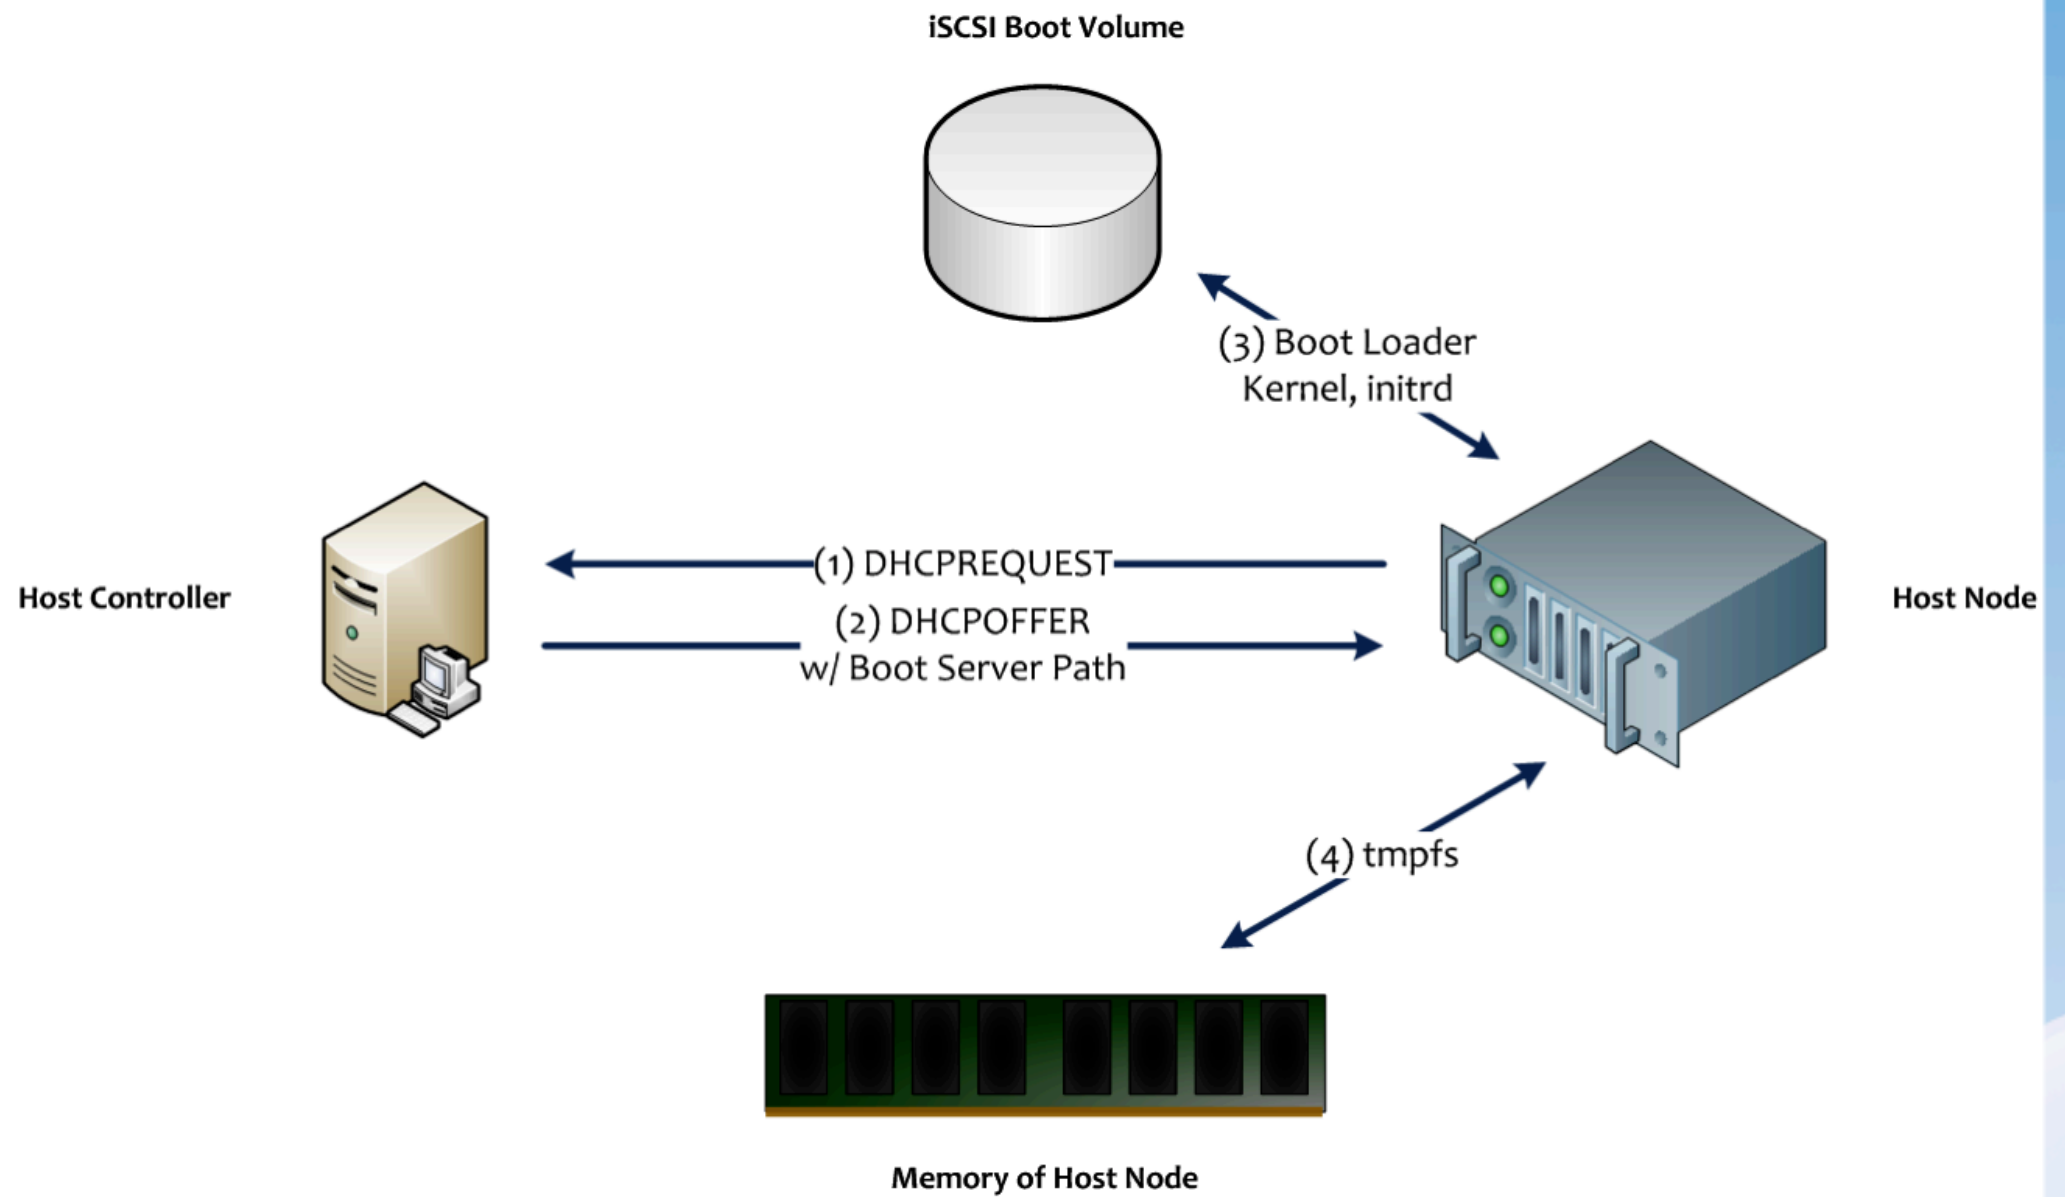 iSCSI Boot Volume
(3) Boot Loader
Kernel, initrd
(1) DHCPREQUEST
Host Controller
Host Node
(2) DHCPOFFER
w/ Boot Server Path
(4) tmpfs
Memory of Host Node